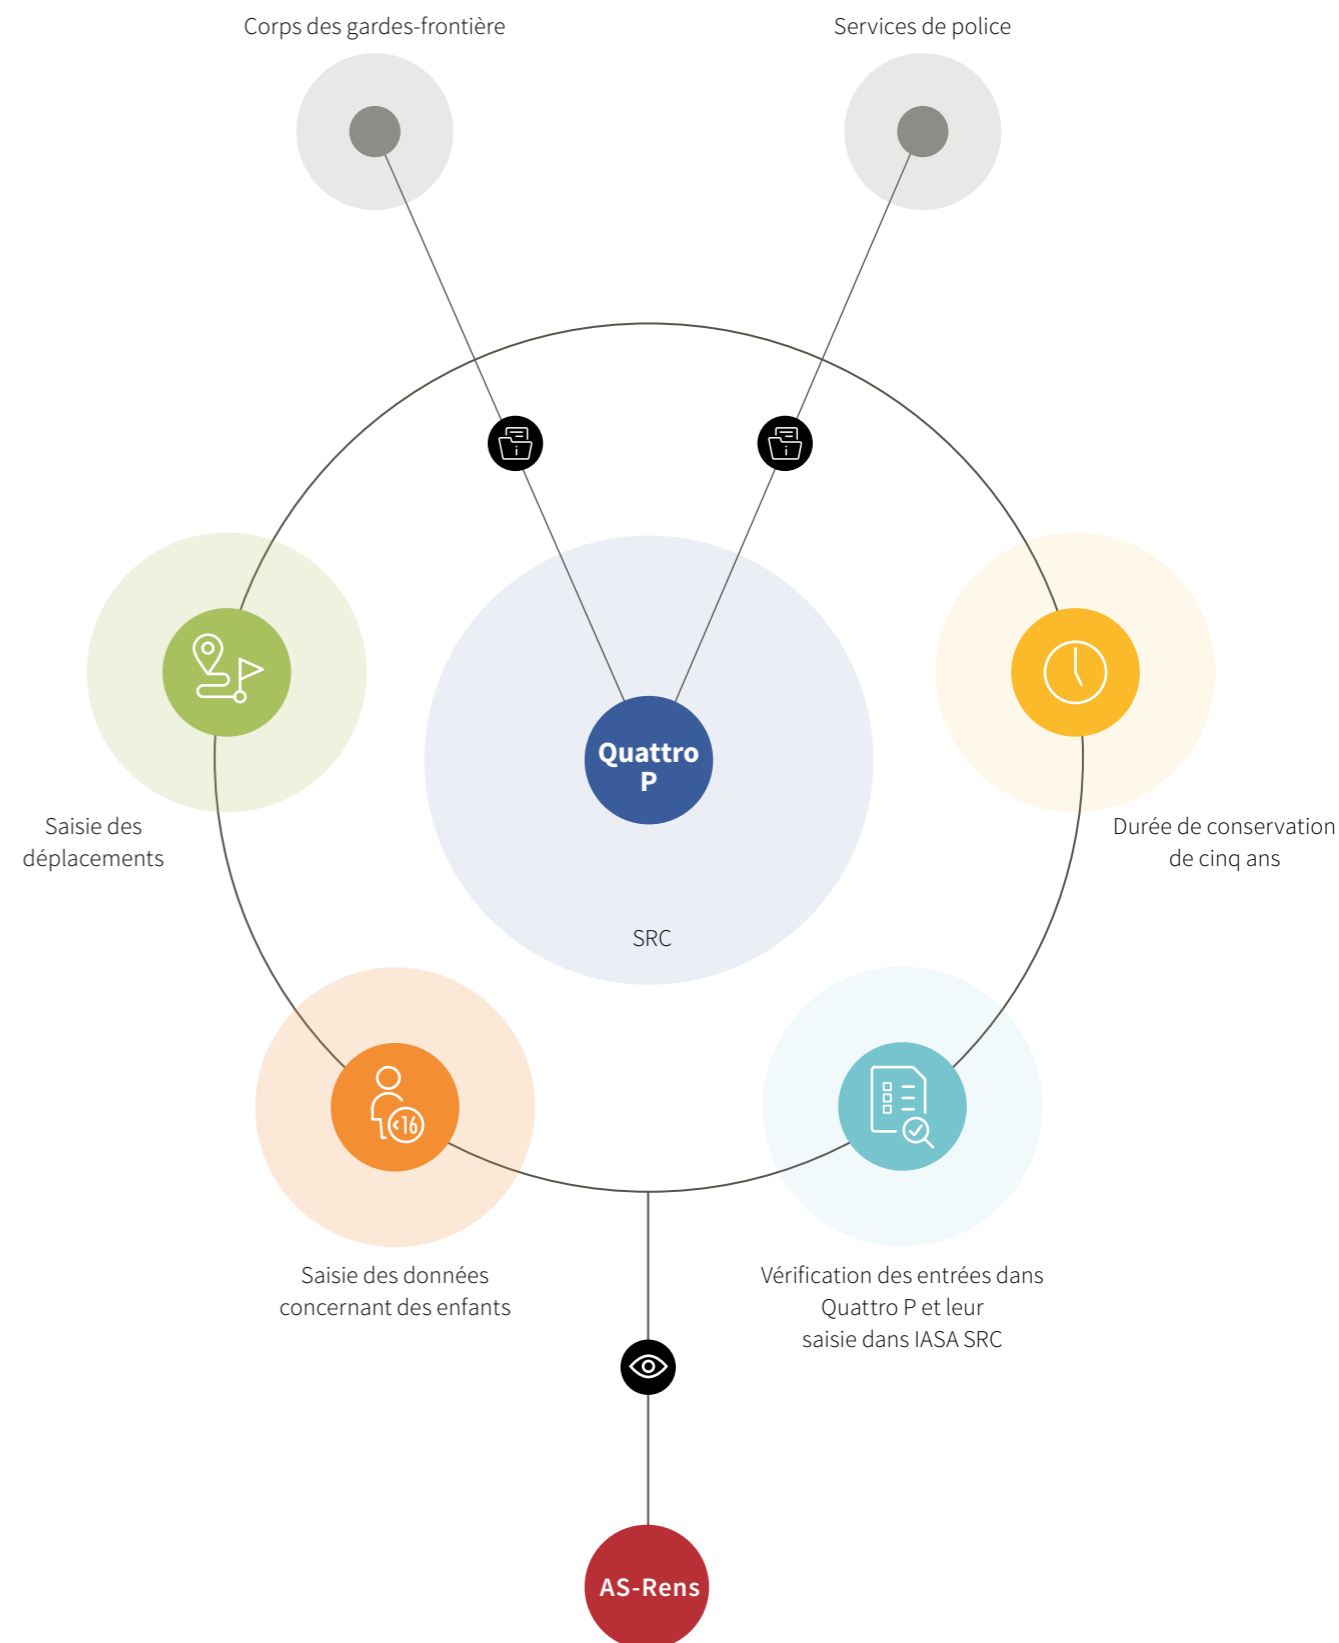 Corps des gardes-frontière
Services de police
Quattro
P
Saisie des
déplacements
Durée de conservation
de cinq ans
SRC
<16
Saisie des données
concernant des enfants
Vérification des entrées dans
Quattro P et leur
saisie dans IASA SRC
AS-Rens